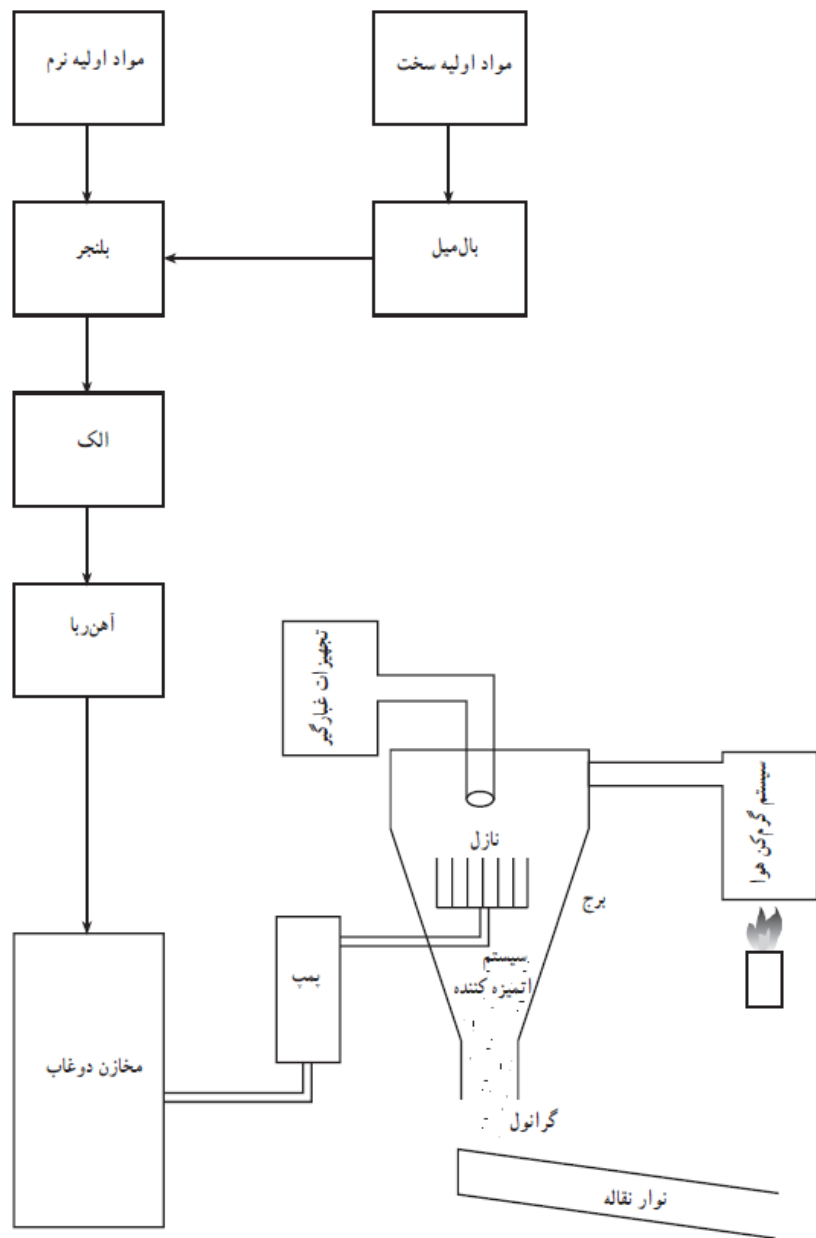 مواد اولیه نرم
مواد اولیه سخت
بلنجر
بال‌میل
الک
آهن‌ربا
تجهیزات غبارگیر
سیستم گرم‌کن هوا
نازل
برج
پمپ
سیستم
اتمیزه کننده
مخازن دوغاب
گرانول
نوار نقاله